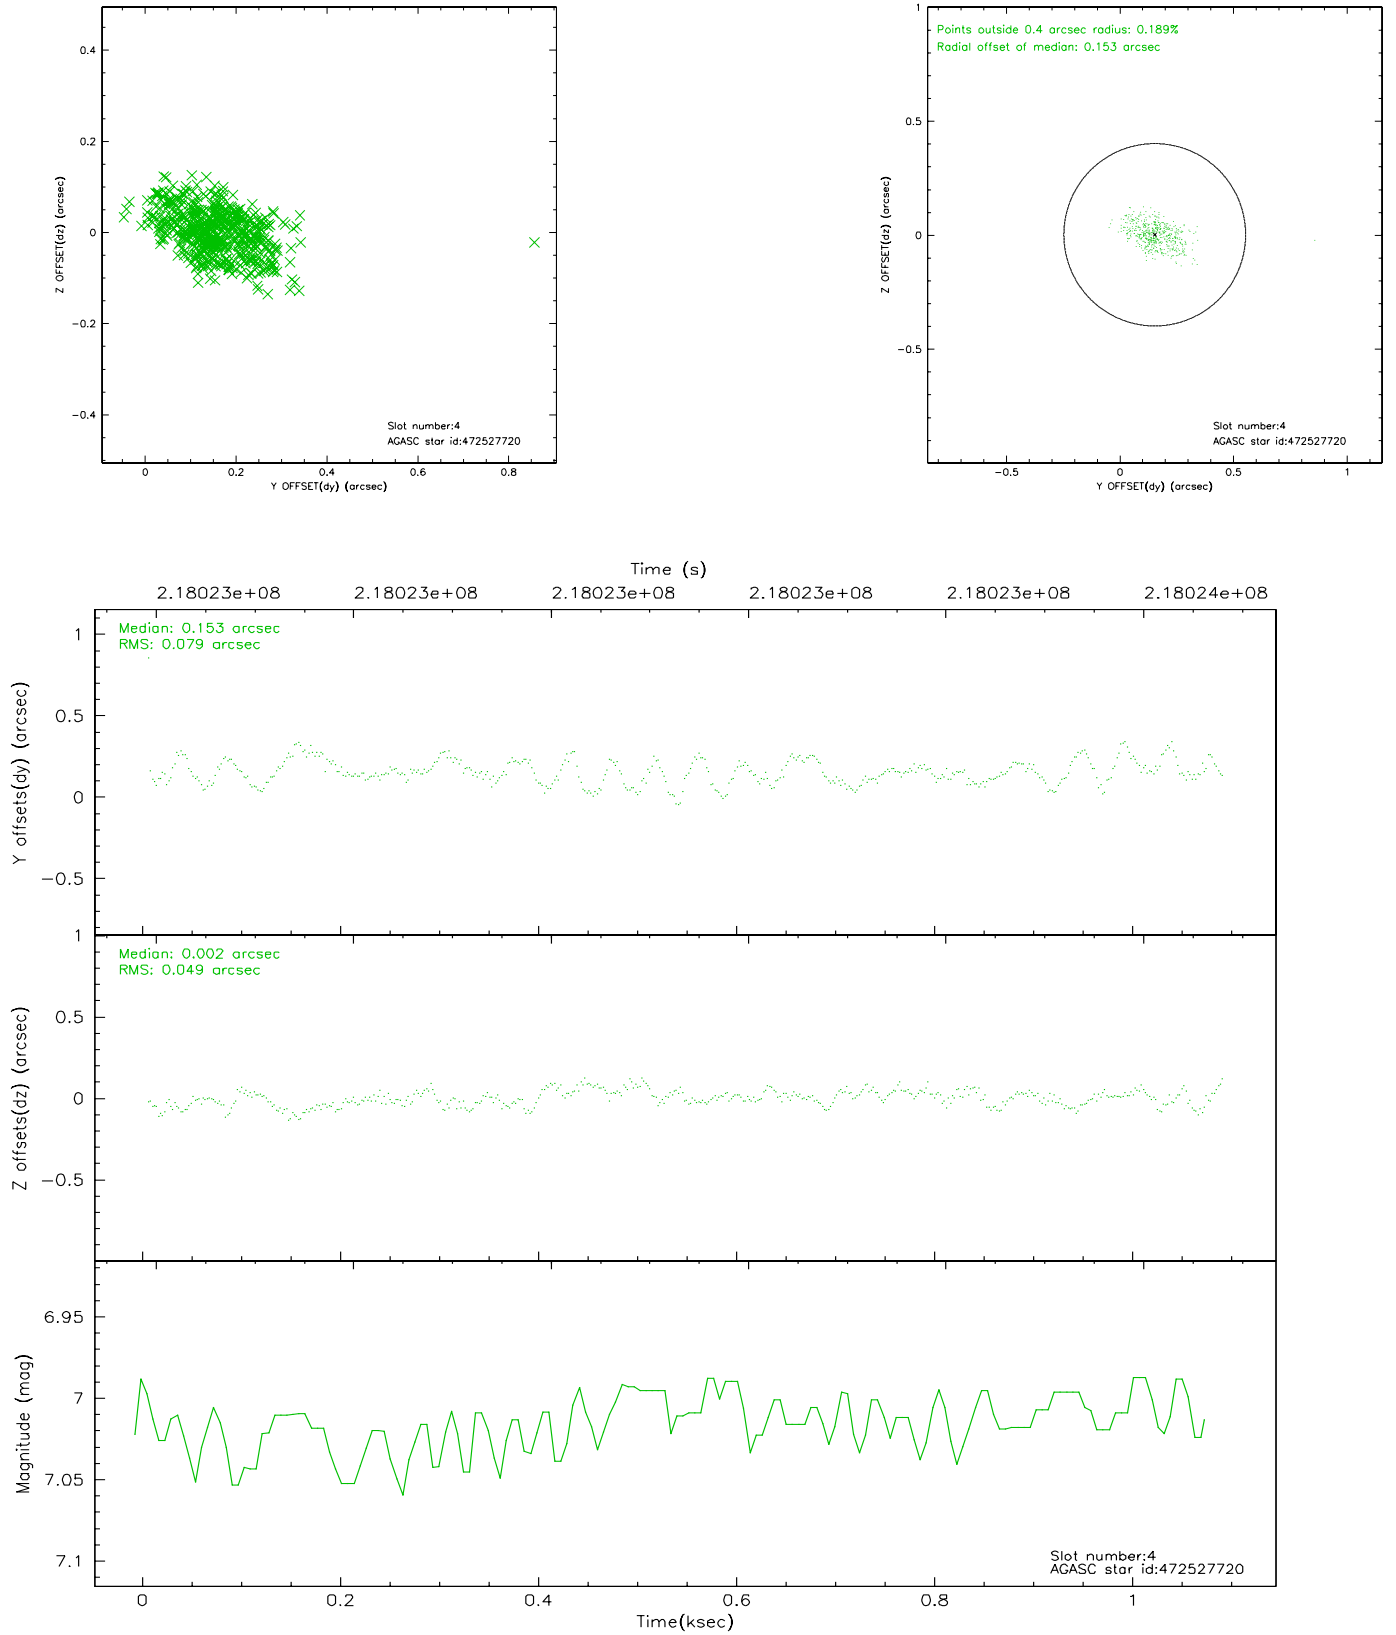 0.4
0.2
0
−0.2
−0.4
Z OFFSET(dz) (arcsec)
Slot number:4
AGASC star id:472527720
0 0.2 0.4 0.6 0.8
Y OFFSET(dy) (arcsec)
Points outside 0.4 arcsec radius: 0.189%
Radial offset of median: 0.153 arcsec
1
0.5
0
−0.5
Z OFFSET(dz) (arcsec)
Slot number:4
AGASC star id:472527720
−0.5 0 0.5 1
Y OFFSET(dy) (arcsec)
Time (s)
2.18023e+08 2.18023e+08 2.18023e+08 2.18023e+08 2.18023e+08 2.18024e+08
Median: 0.153 arcsec
RMS: 0.079 arcsec
1
0.5
0
−0.5
Y offsets(dy) (arcsec)
Median: 0.002 arcsec
RMS: 0.049 arcsec
1
0.5
0
−0.5
Z offsets(dz) (arcsec)
6.95
7
7.05
7.1
Magnitude (mag)
Slot number:4
AGASC star id:472527720
0 0.2 0.4 0.6 0.8 1
Time(ksec)